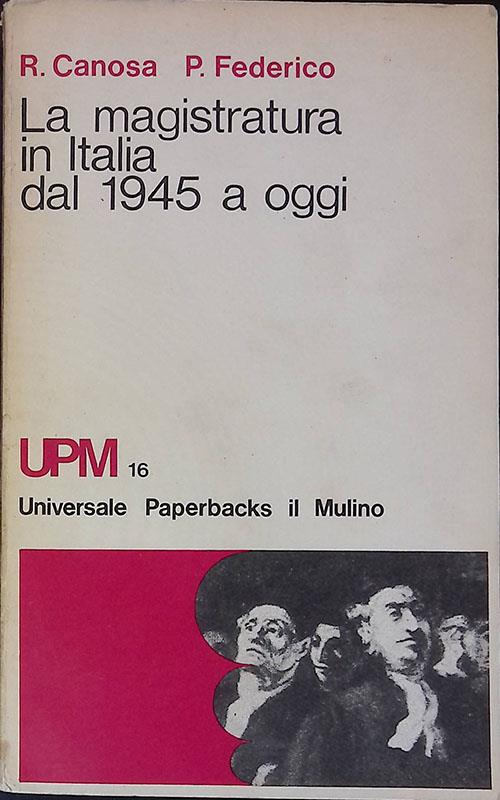 R. Canosa P. Federico
La magistratura
in Italia
dal 1945 a oggi
UPM 16
Universale Paperbacks il Mulino